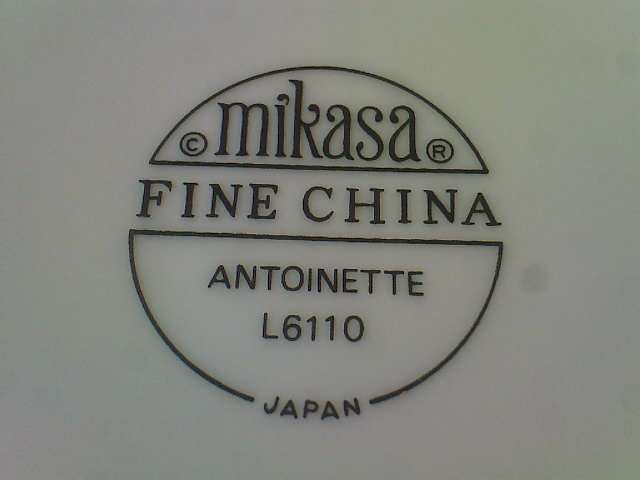 © mikasa ®
FINE CHINA
ANTOINETTE
L6110
JAPAN